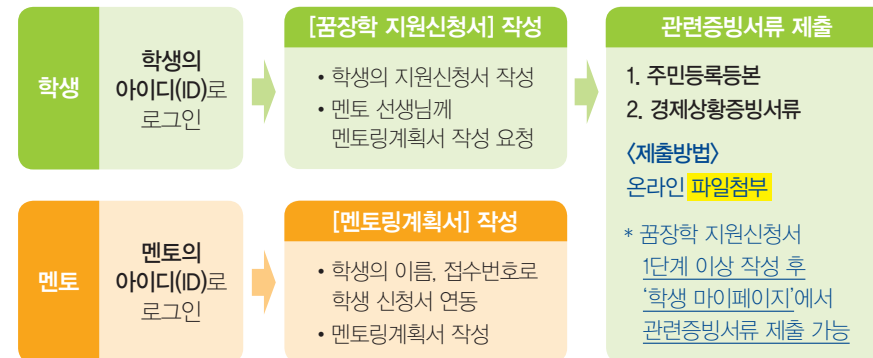 학생
학생의
아이디(ID)로
로그인
[꿈장학 지원신청서] 작성
• 학생의 지원신청서 작성
• 멘토 선생님께
멘토링계획서 작성 요청
관련증빙서류 제출
1. 주민등록등본
2. 경제상황증빙서류
〈제출방법〉
온라인 파일첨부
* 꿈장학 지원신청서
1단계 이상 작성 후
‘학생 마이페이지’에서
관련증빙서류 제출 가능
멘토
멘토의
아이디(ID)로
로그인
[멘토링계획서] 작성
• 학생의 이름, 접수번호로
학생 신청서 연동
• 멘토링계획서 작성